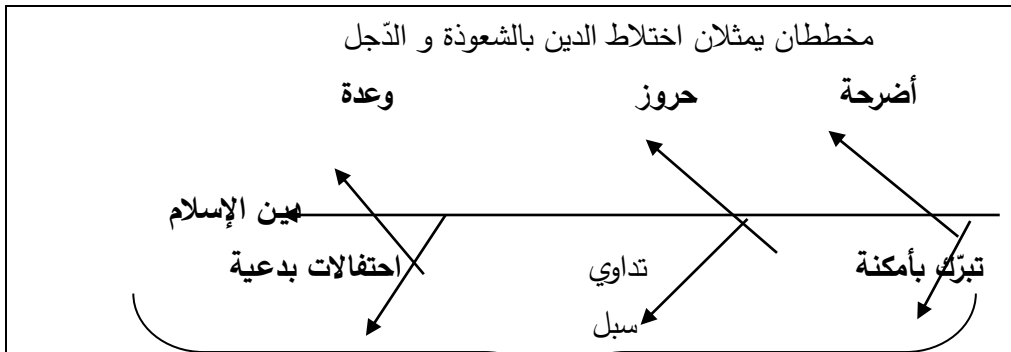 مخططان يمثلان اختلاط الدين بالشعوذة و الدّجل
أضرحة حروز وعدة
دين الإسلام
تبرّك بأمكنة تداوي احتفالات بدعية
سبل